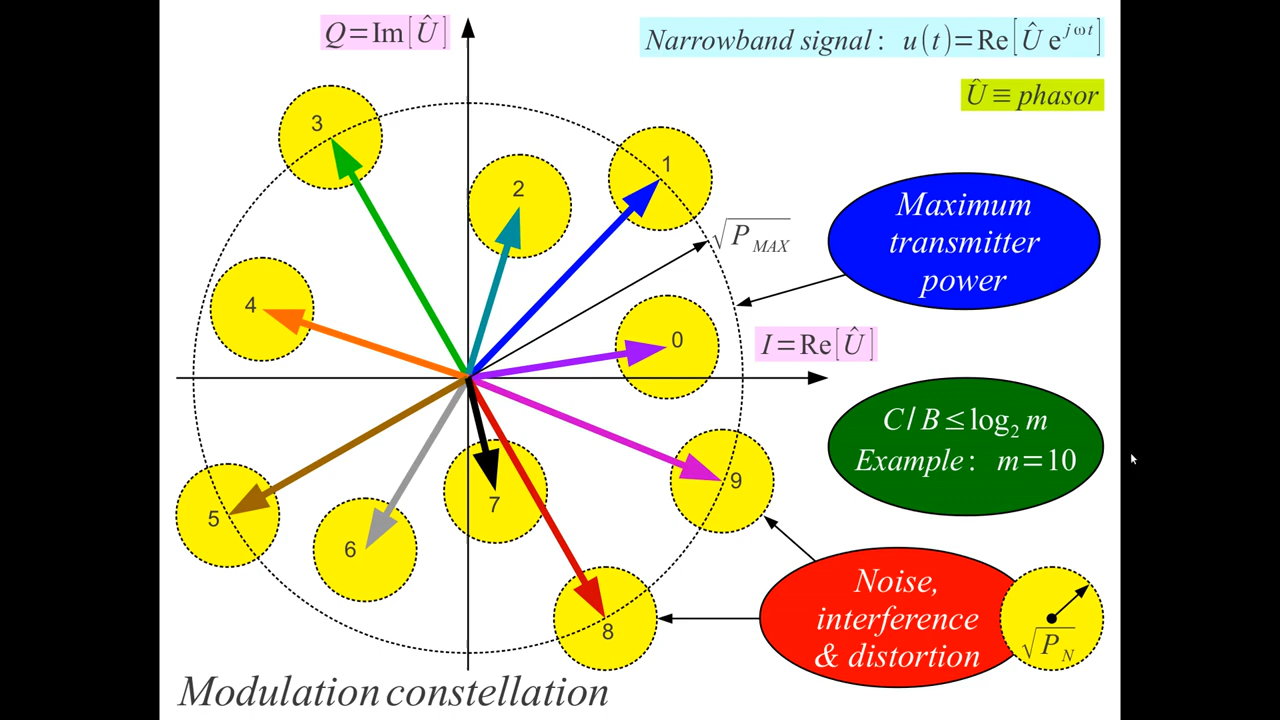 Q=Im[Û]
Narrowband signal: u(t)=Re[Û e^{jωt}]
Û≡phasor
3
1
2
Maximum
transmitter
power
√P_MAX
4
0
I=Re[Û]
C/B≤log₂ m
Example: m=10
9
7
5
6
8
Noise,
interference
& distortion
√P_N
Modulation constellation